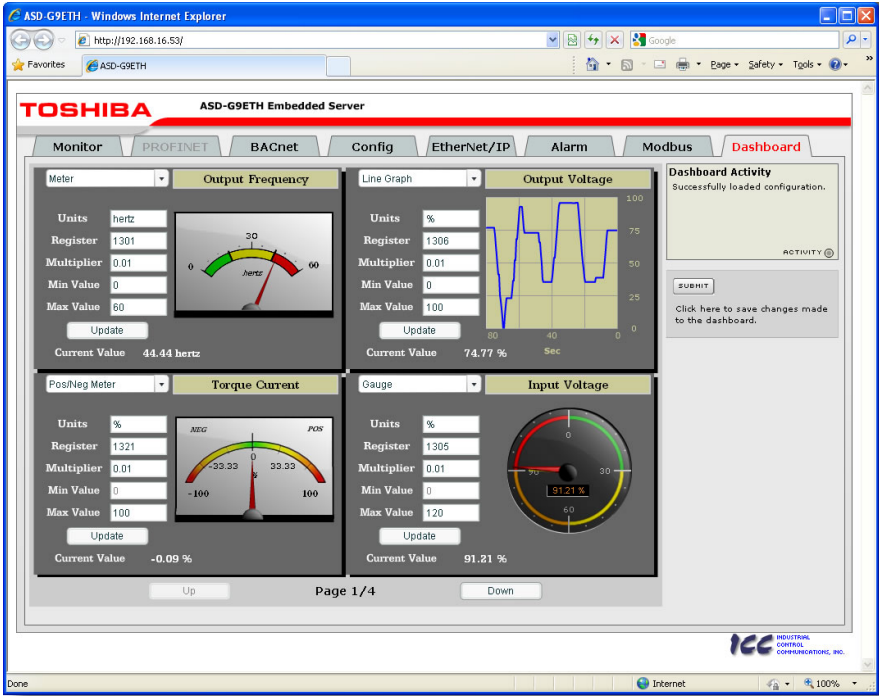 ASD-G9ETH - Windows Internet Explorer
http://192.168.16.53/
Google
Favorites
ASD-G9ETH
Page
Safety
Tools
»
TOSHIBA
ASD-G9ETH Embedded Server
Monitor
PROFINET
BACnet
Config
EtherNet/IP
Alarm
Modbus
Dashboard
Meter
Output Frequency
Units
hertz
Register
1301
Multiplier
0.01
Min Value
0
Max Value
60
Update
Current Value 44.44 hertz
0
30
60
hertz
Line Graph
Output Voltage
Units
%
Register
1306
Multiplier
0.01
Min Value
0
Max Value
100
Update
Current Value 74.77 %
100
75
50
25
0
80 40 0
Sec
Pos/Neg Meter
Torque Current
Units
%
Register
1321
Multiplier
0.01
Min Value
0
Max Value
100
Update
Current Value -0.09 %
NEG POS
0
-33.33 33.33
%
-100 100
Gauge
Input Voltage
Units
%
Register
1305
Multiplier
0.01
Min Value
0
Max Value
120
Update
Current Value 91.21 %
0
90 30
91.21 %
60
Up
Page 1/4
Down
Dashboard Activity
Successfully loaded configuration.
ACTIVITY
SUBMIT
Click here to save changes made
to the dashboard.
ICC INDUSTRIAL
CONTROL
COMMUNICATIONS, INC.
Done
Internet
100%